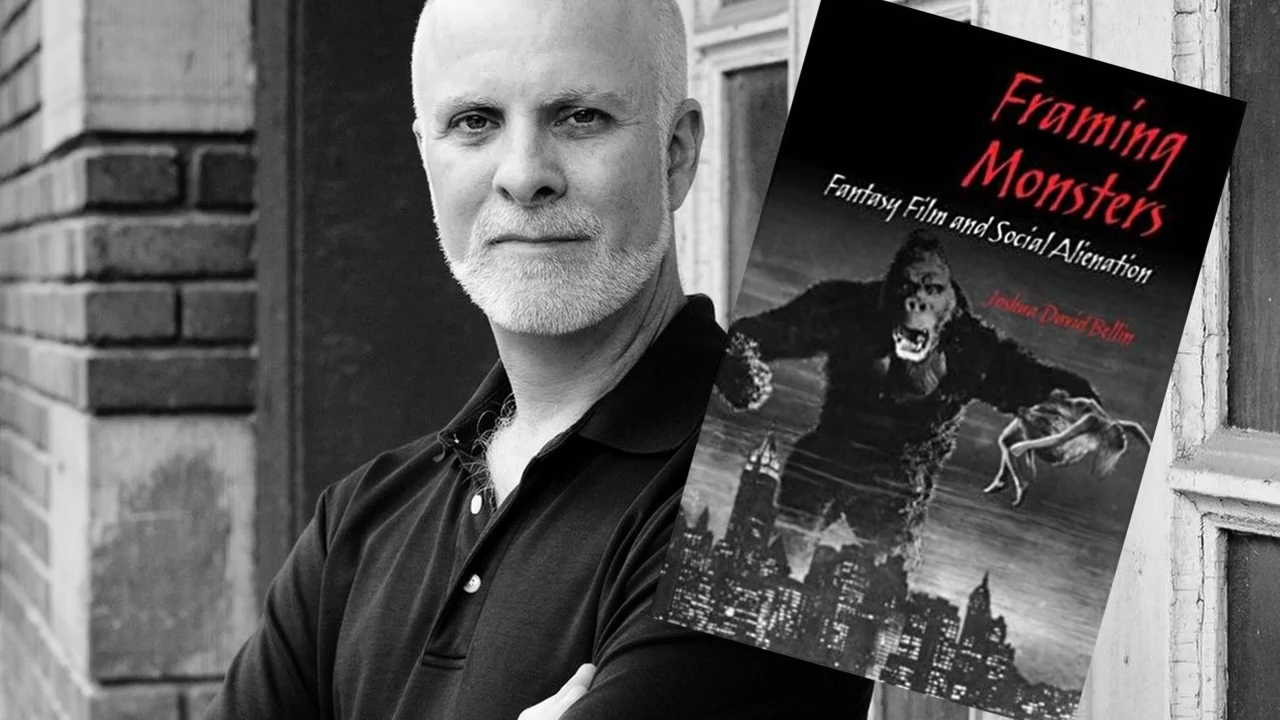 Framing
Monsters
Fantasy Film and Social Alienation
Joshua David Bellin